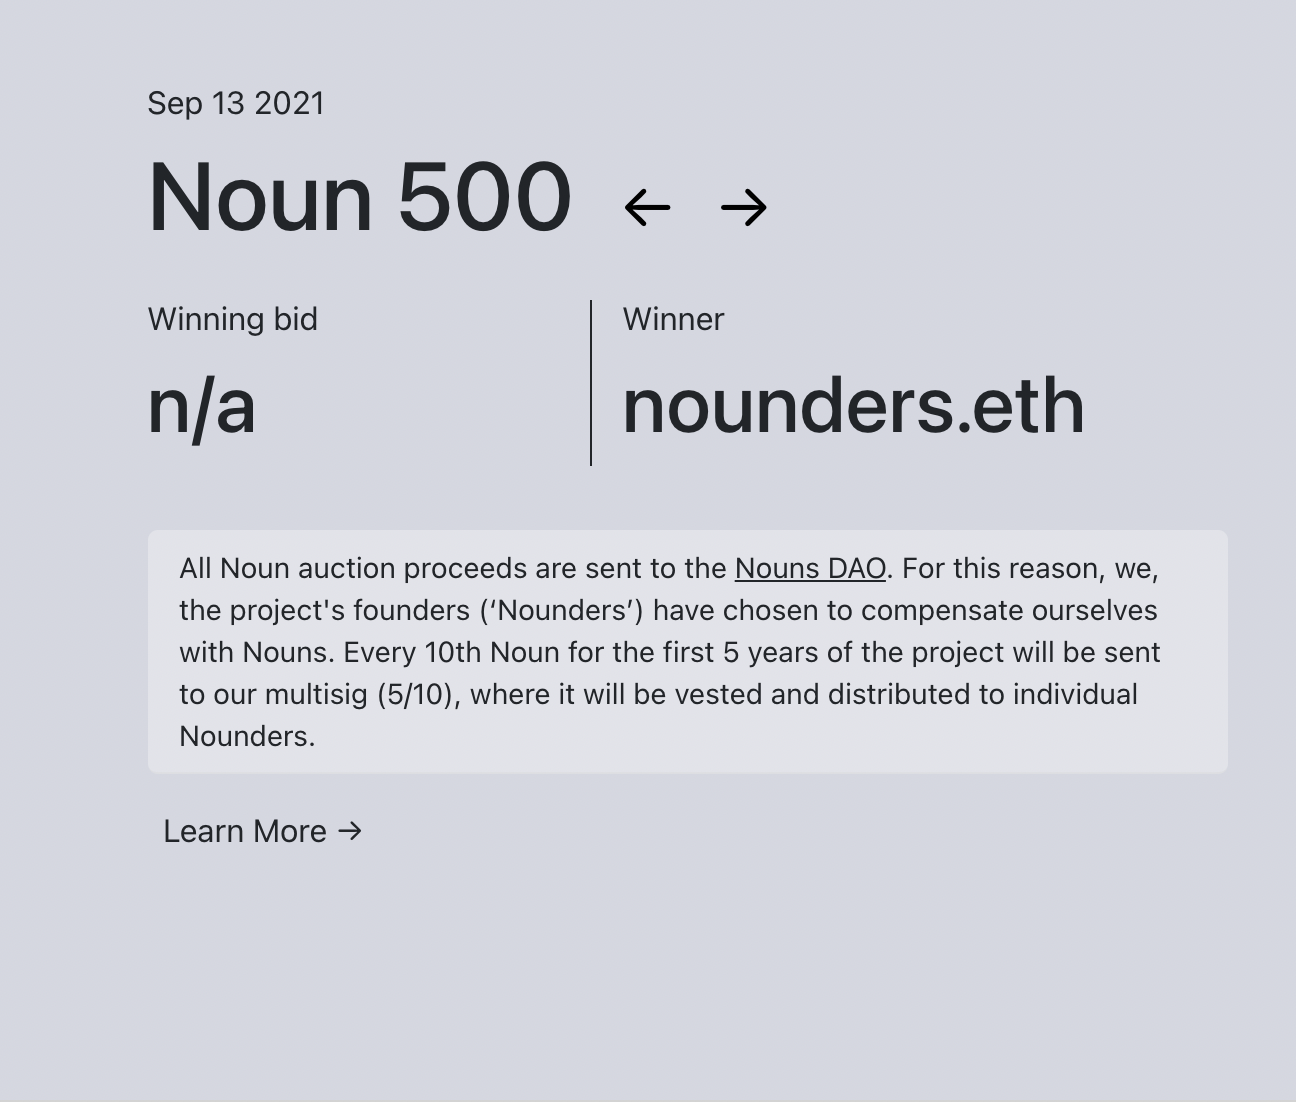 Sep 13 2021
Noun 500 ← →
Winning bid
n/a
Winner
nounders.eth
All Noun auction proceeds are sent to the Nouns DAO. For this reason, we,
the project's founders (‘Nounders’) have chosen to compensate ourselves
with Nouns. Every 10th Noun for the first 5 years of the project will be sent
to our multisig (5/10), where it will be vested and distributed to individual
Nounders.
Learn More →